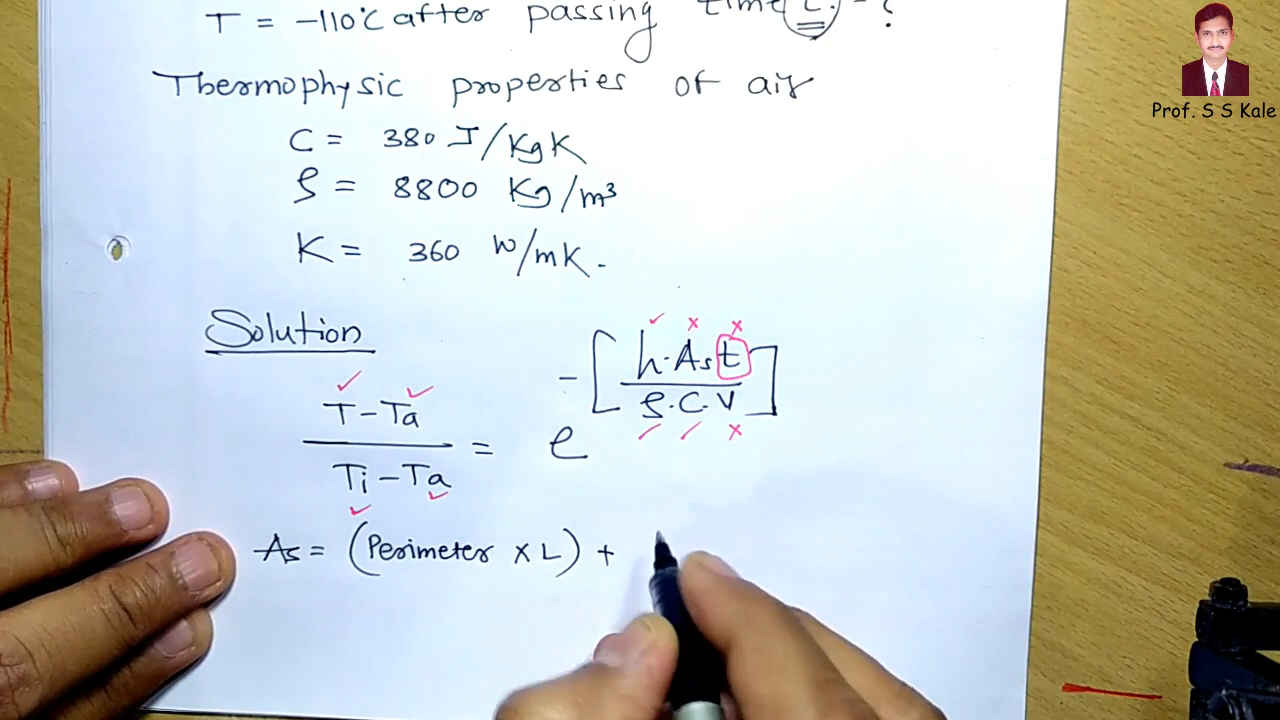 T = -110°C after passing time t. - ?
Thermophysic properties of air
C = 380 J/KgK
ρ = 8800 Kg/m³
K = 360 W/mK.
Solution
T-Ta / Ti-Ta = e -[h.As t / ρ.C.V]
As = (Perimeter × L) +
Prof. S S Kale